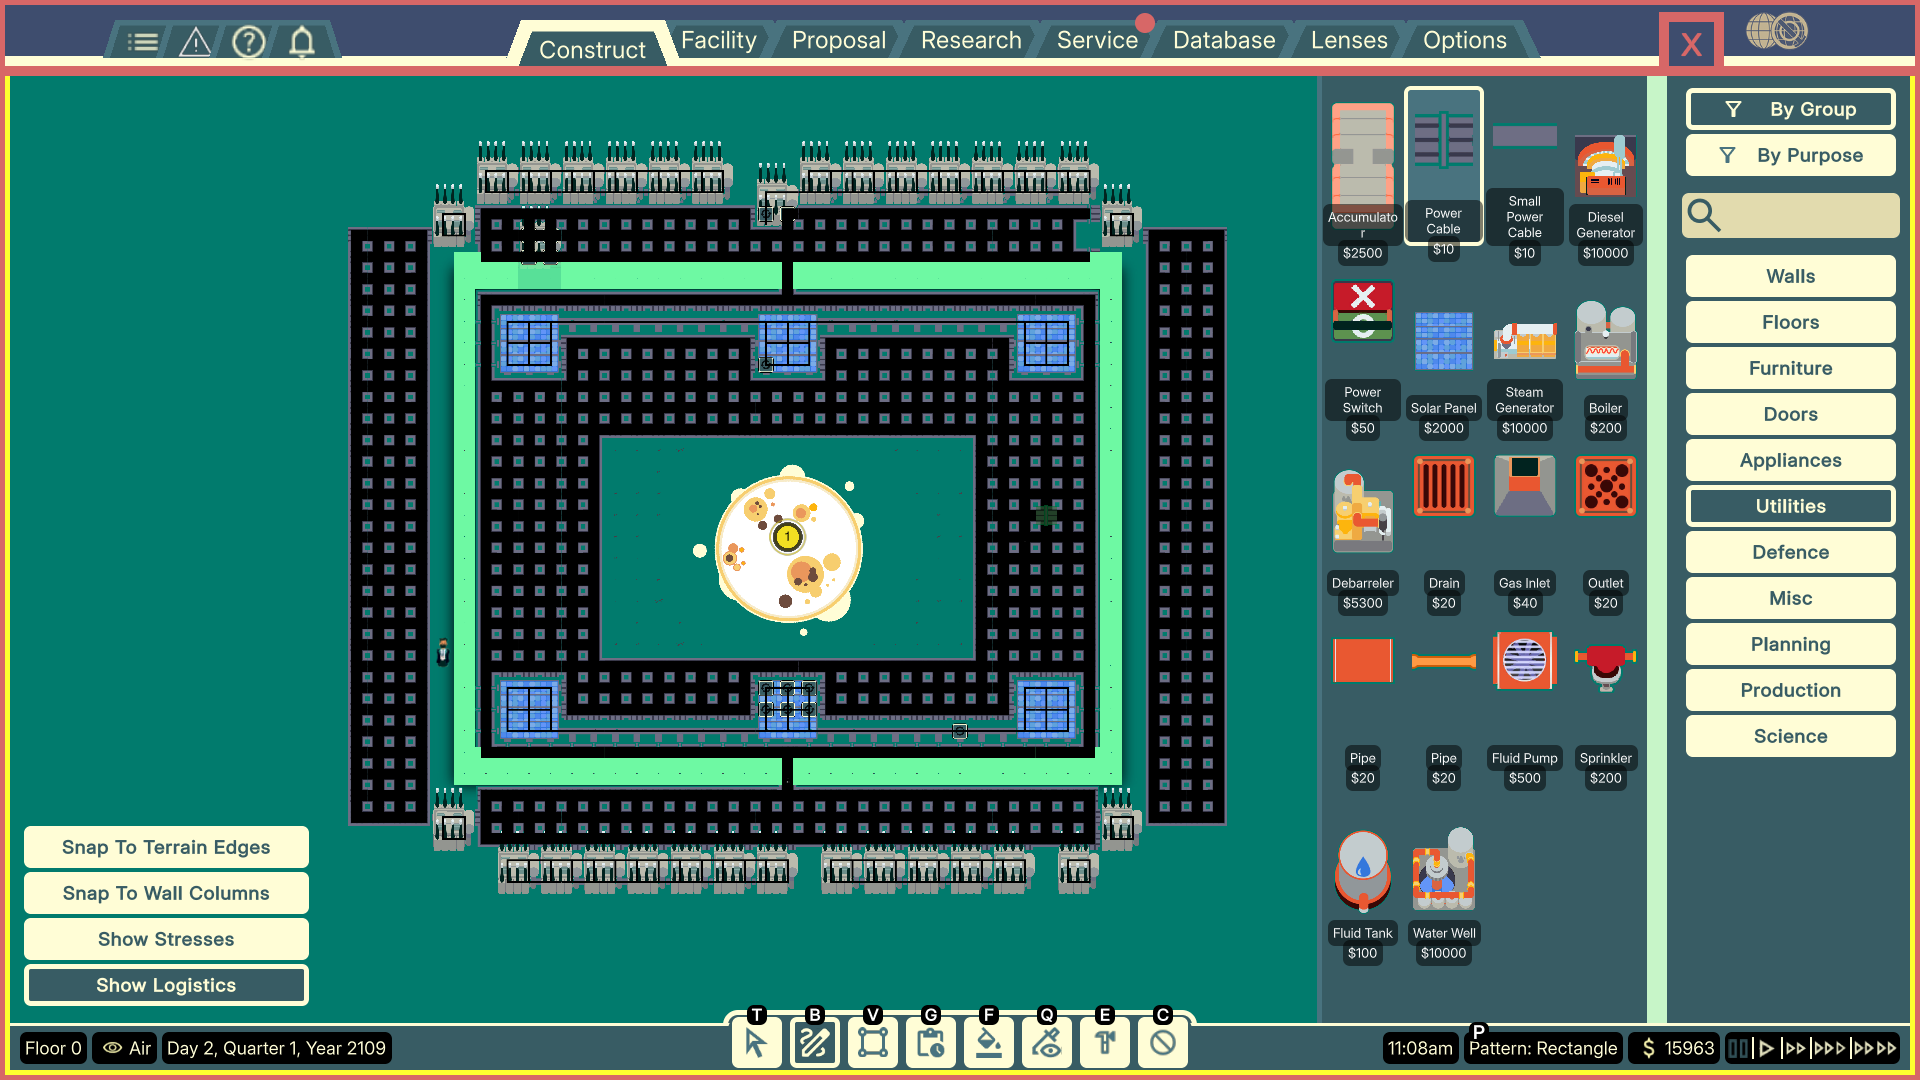 Construct
Facility
Proposal
Research
Service
Database
Lenses
Options
X
Accumulato
r
$2500
Power
Cable
$10
Small
Power
Cable
$10
Diesel
Generator
$10000
Power
Switch
$50
Solar Panel
$2000
Steam
Generator
$10000
Boiler
$200
Debarreler
$5300
Drain
$20
Gas Inlet
$40
Outlet
$20
Pipe
$20
Pipe
$20
Fluid Pump
$500
Sprinkler
$200
Fluid Tank
$100
Water Well
$10000
By Group
By Purpose
Walls
Floors
Furniture
Doors
Appliances
Utilities
Defence
Misc
Planning
Production
Science
1
Snap To Terrain Edges
Snap To Wall Columns
Show Stresses
Show Logistics
T
B
V
G
F
Q
E
C
Floor 0
Air
Day 2, Quarter 1, Year 2109
11:08am
P
Pattern: Rectangle
$ 15963